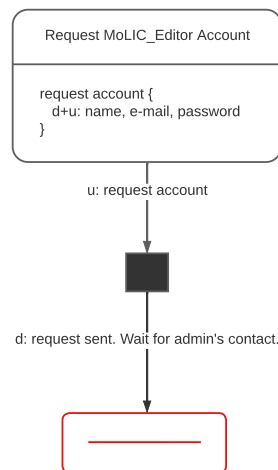 Request MoLIC_Editor Account
request account {
d+u: name, e-mail, password
}
u: request account
d: request sent. Wait for admin's contact.